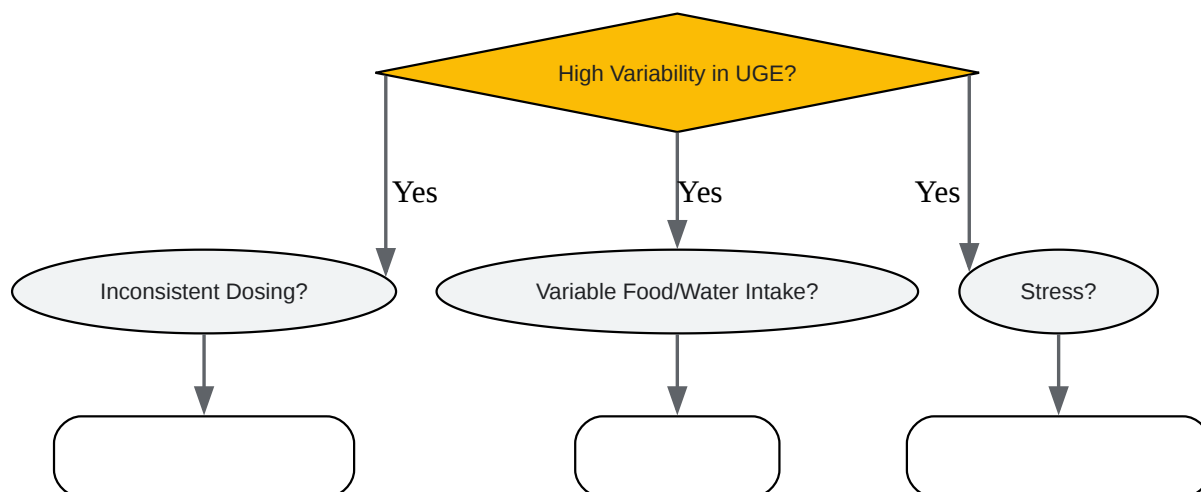 High Variability in UGE?
Yes
Yes
Yes
Inconsistent Dosing?
Variable Food/Water Intake?
Stress?